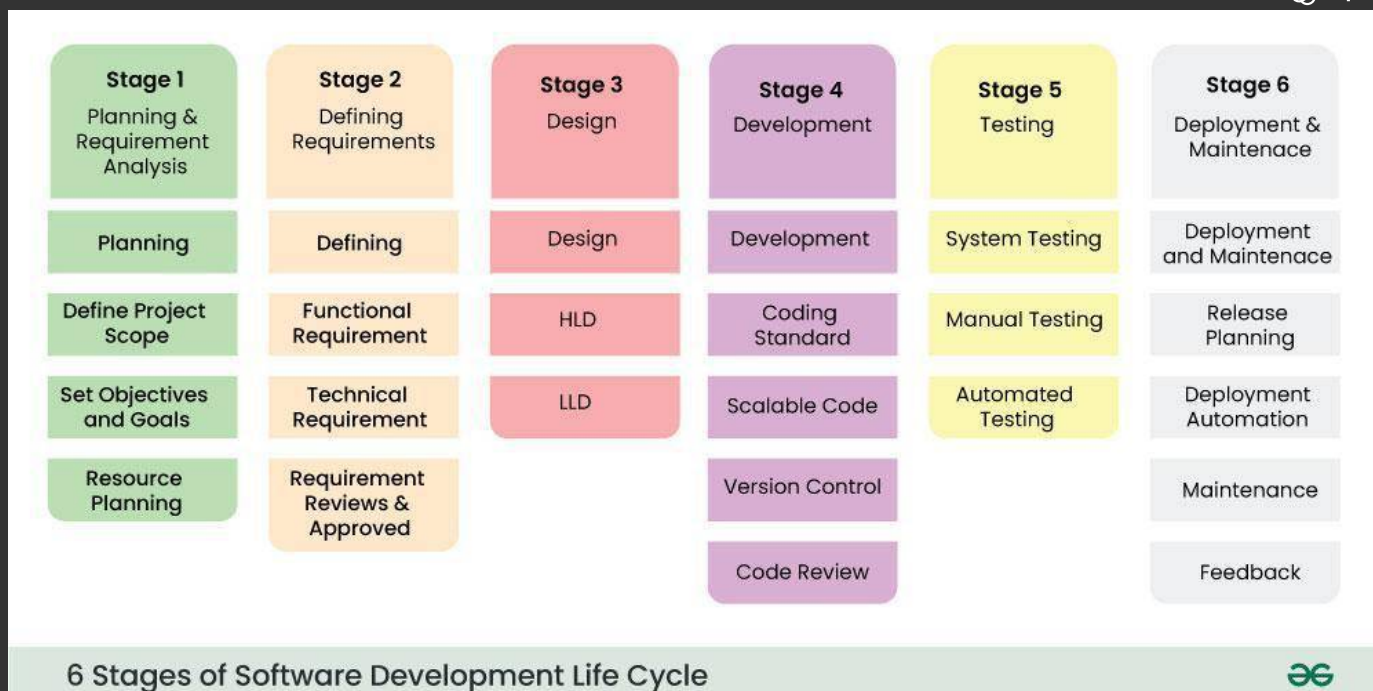 Stage 1
Planning &
Requirement
Analysis
Planning
Define Project
Scope
Set Objectives
and Goals
Resource
Planning
Stage 2
Defining
Requirements
Defining
Functional
Requirement
Technical
Requirement
Requirement
Reviews &
Approved
Stage 3
Design
Design
HLD
LLD
Stage 4
Development
Development
Coding
Standard
Scalable Code
Version Control
Code Review
Stage 5
Testing
System Testing
Manual Testing
Automated
Testing
Stage 6
Deployment &
Maintenace
Deployment
and Maintenace
Release
Planning
Deployment
Automation
Maintenance
Feedback
6 Stages of Software Development Life Cycle